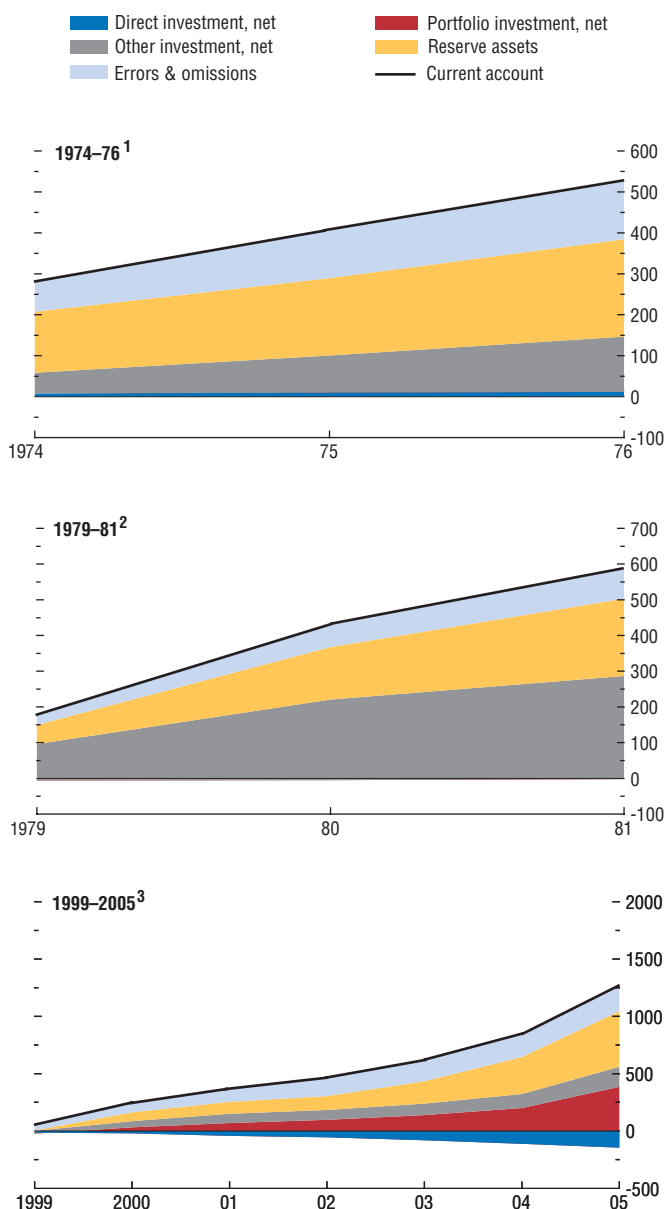 Direct investment, net
Portfolio investment, net
Other investment, net
Reserve assets
Errors & omissions
Current account
1974–76 1
600
500
400
300
200
100
0
-100
1974 75 76
1979–81 2
700
600
500
400
300
200
100
0
-100
1979 80 81
1999–2005 3
2000
1500
1000
500
0
-500
1999 2000 01 02 03 04 05